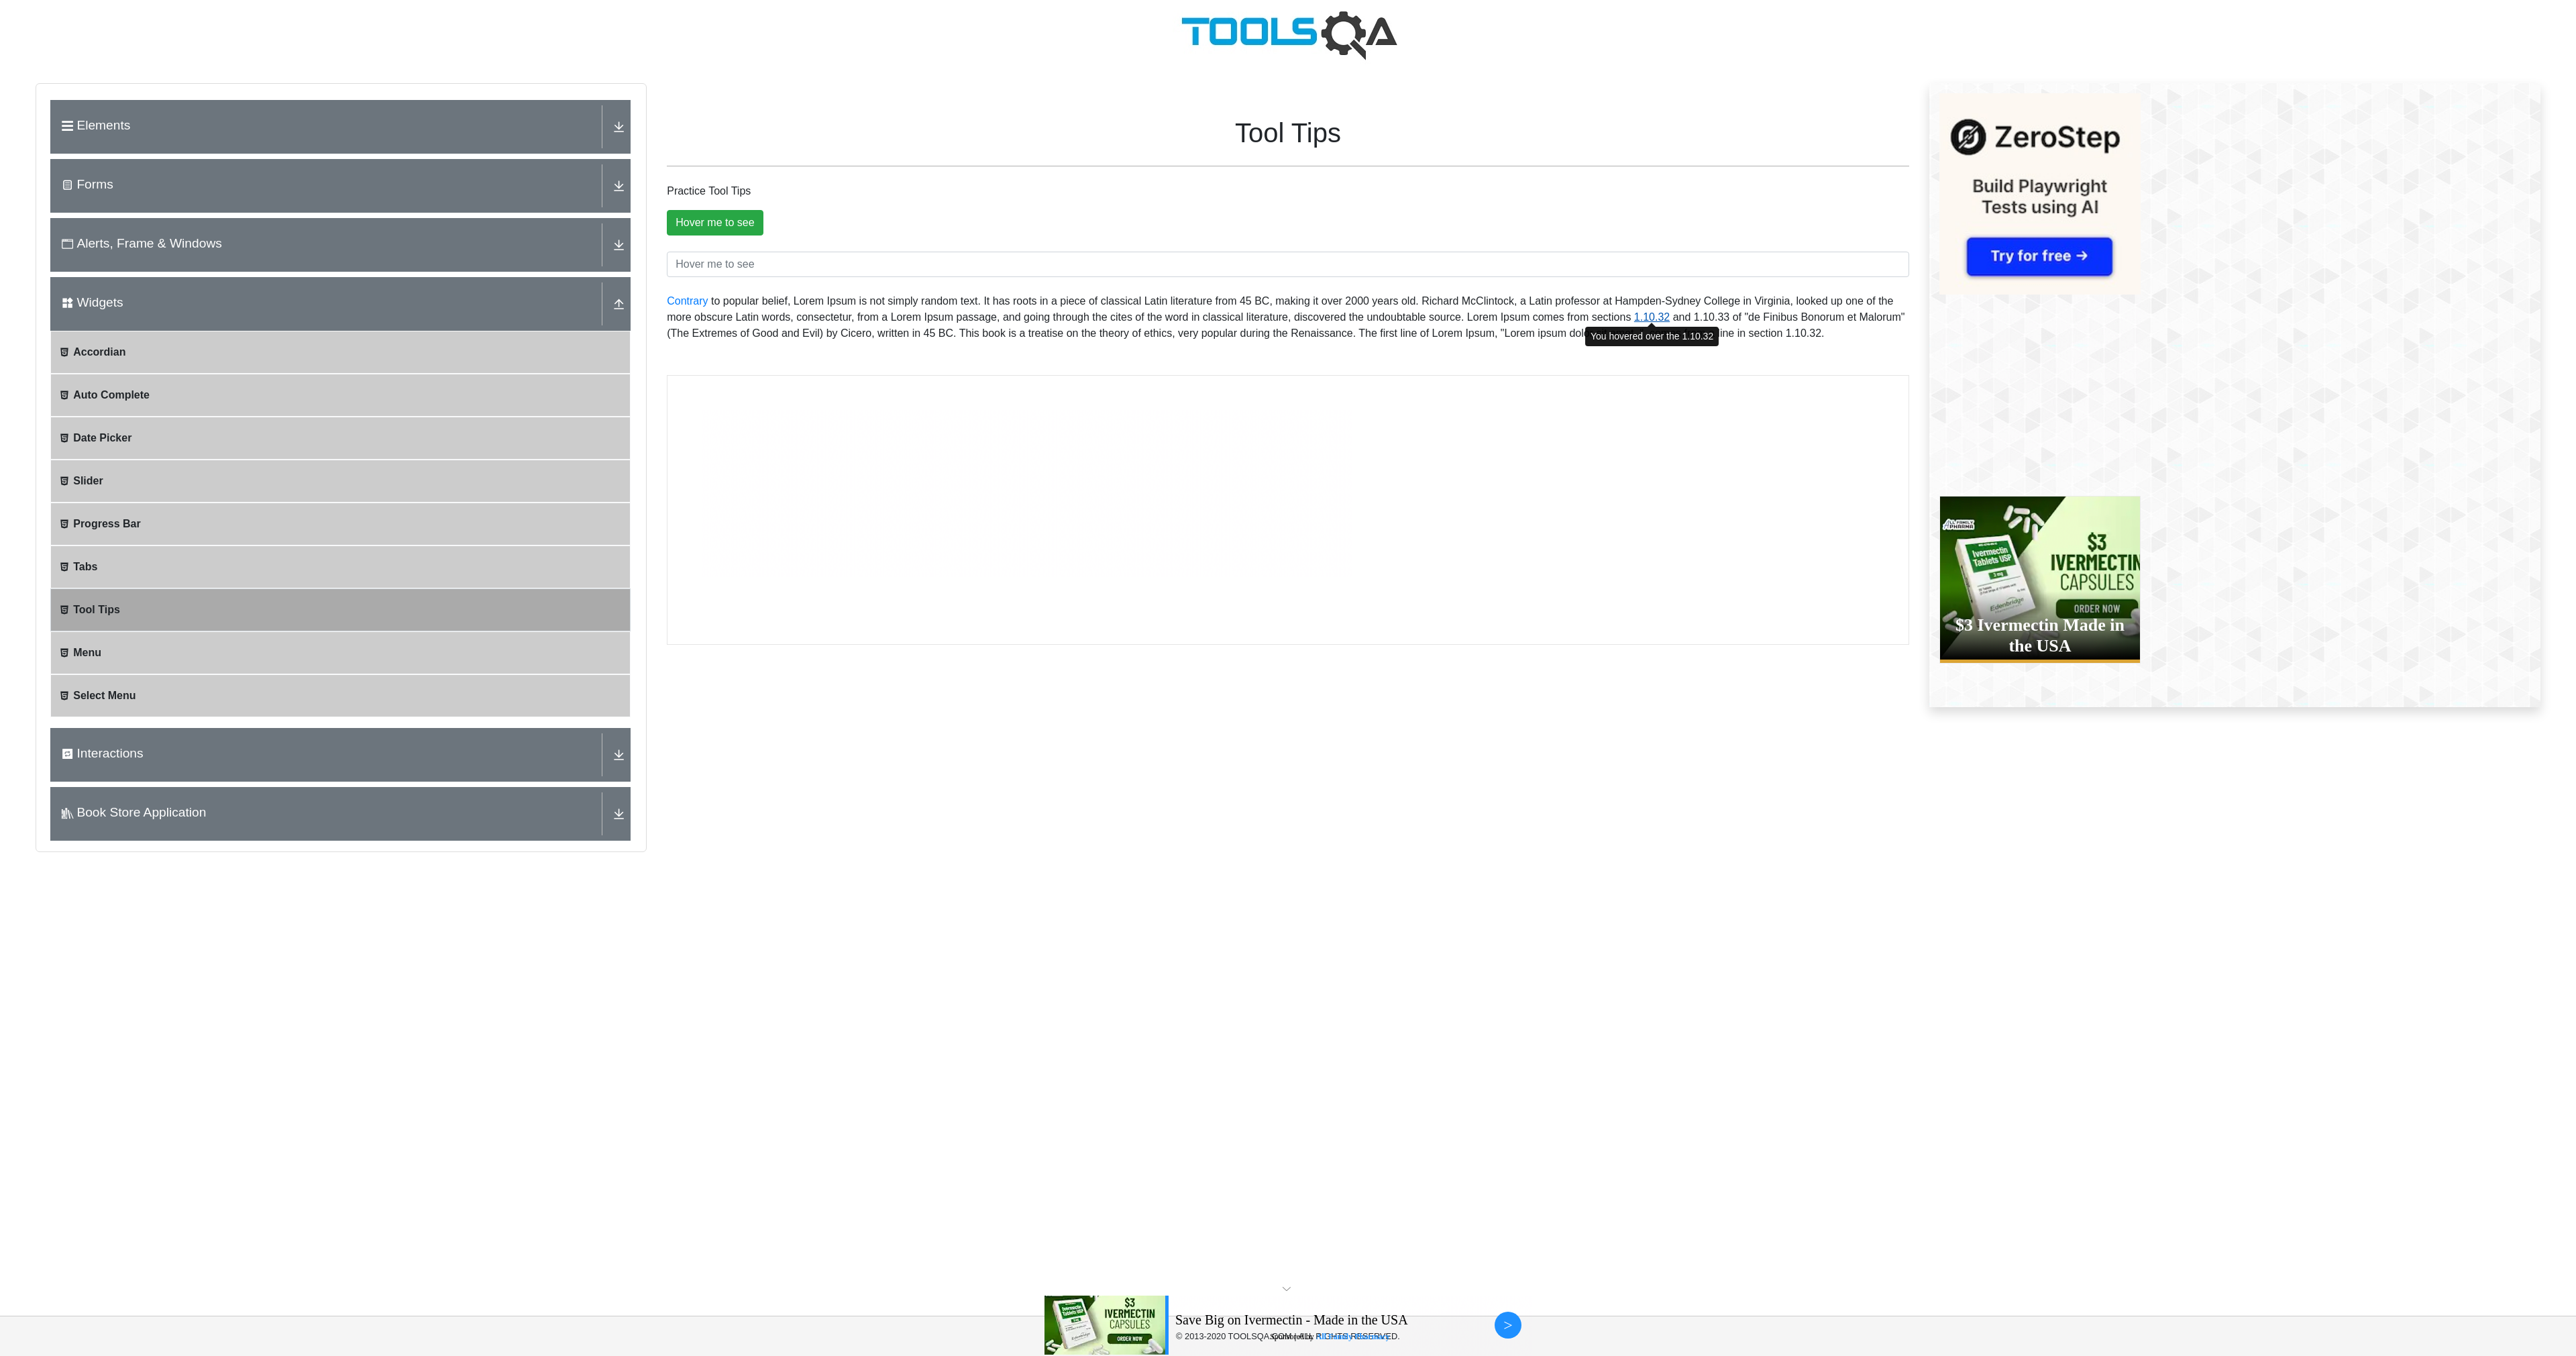 TOOLSQA
Elements
Forms
Alerts, Frame & Windows
Widgets
Accordian
Auto Complete
Date Picker
Slider
Progress Bar
Tabs
Tool Tips
Menu
Select Menu
Interactions
Book Store Application
Tool Tips
Practice Tool Tips
Hover me to see
Hover me to see
Contrary to popular belief, Lorem Ipsum is not simply random text. It has roots in a piece of classical Latin literature from 45 BC, making it over 2000 years old. Richard McClintock, a Latin professor at Hampden-Sydney College in Virginia, looked up one of the
more obscure Latin words, consectetur, from a Lorem Ipsum passage, and going through the cites of the word in classical literature, discovered the undoubtable source. Lorem Ipsum comes from sections 1.10.32 and 1.10.33 of "de Finibus Bonorum et Malorum"
(The Extremes of Good and Evil) by Cicero, written in 45 BC. This book is a treatise on the theory of ethics, very popular during the Renaissance. The first line of Lorem Ipsum, "Lorem ipsum in section 1.10.32.
You hovered over the 1.10.32
ZeroStep
Build Playwright
Tests using AI
Try for free →
Ivermectin
Tablets USP
$3
IVERMECTIN
CAPSULES
ORDER NOW
$3 Ivermectin Made in
the USA
$3
IVERMECTIN
CAPSULES
ORDER NOW
Save Big on Ivermectin - Made in the USA
© 2013-2020 TOOLSQA.COM | ALL RIGHTS RESERVED.
>